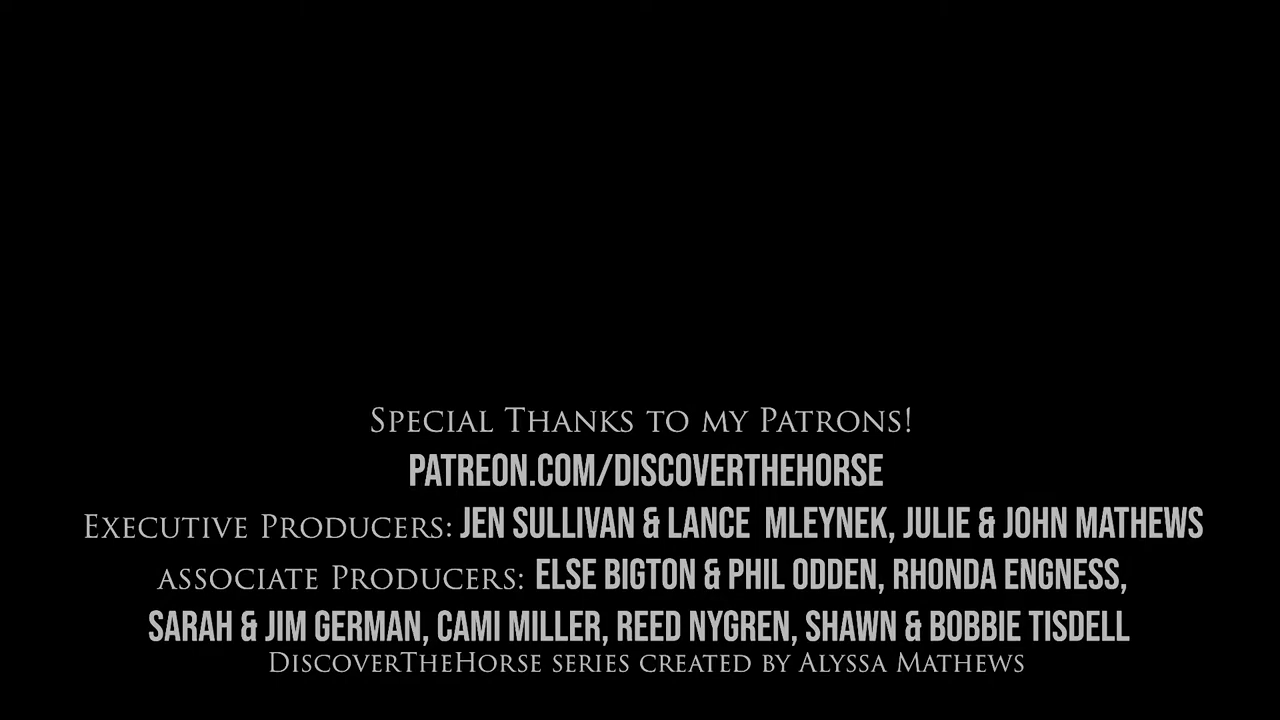 Special Thanks to my Patrons!
PATREON.COM/DISCOVERTHEHORSE
Executive Producers: JEN SULLIVAN & LANCE MLEYNEK, JULIE & JOHN MATHEWS
associate Producers: ELSE BIGTON & PHIL ODDEN, RHONDA ENGNESS,
SARAH & JIM GERMAN, CAMI MILLER, REED NYGREN, SHAWN & BOBBIE TISDELL
DiscoverTheHorse series created by Alyssa Mathews